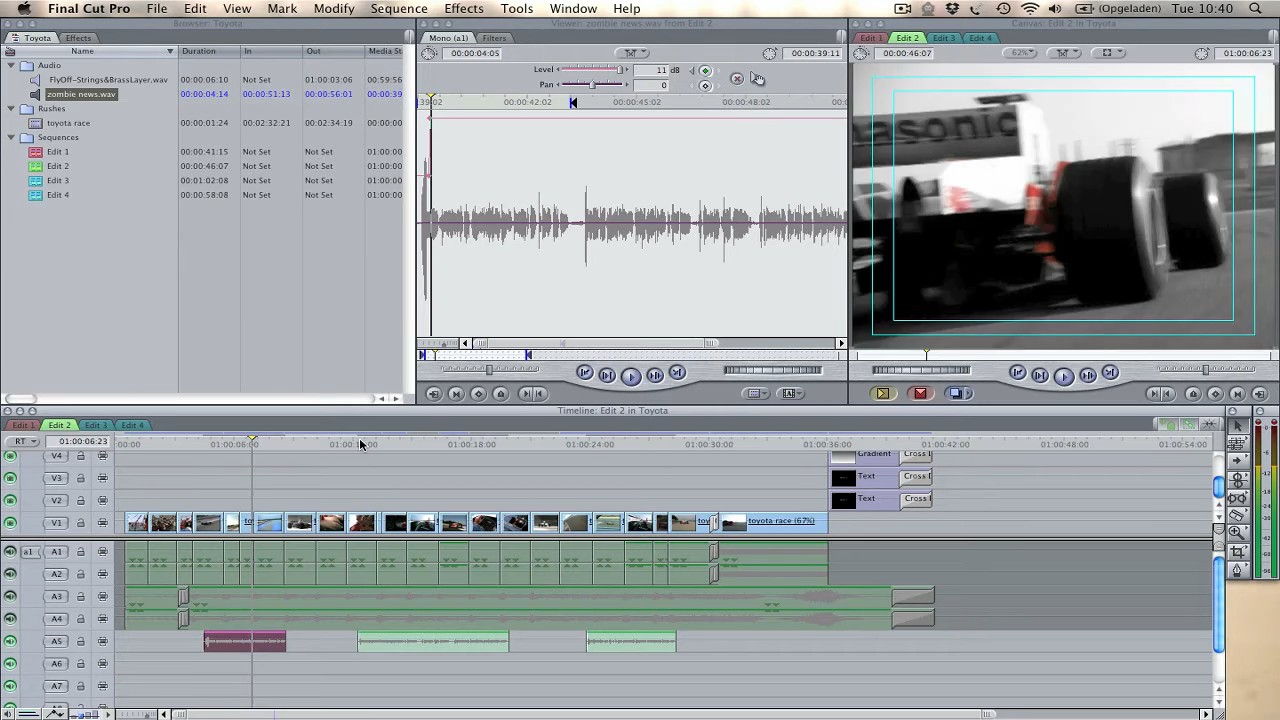 Final Cut Pro File Edit View Mark Modify Sequence Effects Tools Window Help (Opgeladen) Tue 10:40
Browser: Toyota
Toyota Effects
Name Duration In Out Media St
Audio
FlyOff-Strings&BrassLayer.wav 00:00:06:10 Not Set 00:01:03:06 00:59:56
zombie news.wav 00:00:04:14 00:00:51:13 00:00:56:01 00:00:39
Rushes
toyota race 00:00:01:24 00:02:32:21 00:02:34:19 00:00:00
Sequences
Edit 1 00:00:41:15 Not Set Not Set 01:00:00
Edit 2 00:00:46:07 Not Set Not Set 01:00:00
Edit 3 00:01:02:08 Not Set Not Set 01:00:00
Edit 4 00:00:58:08 Not Set Not Set 01:00:00
Viewer: zombie news.wav from Edit 2
Mono (a1) Filters
00:00:04:05 00:00:39:11
Level 11 dB
Pan 0
39:02 00:00:42:02 00:00:45:02 00:00:48:02 00:0
Canvas: Edit 2 in Toyota
Edit 1 Edit 2 Edit 3 Edit 4
00:00:46:07 62% 01:00:06:23
nasonic
Timeline: Edit 2 in Toyota
Edit 1 Edit 2 Edit 3 Edit 4
RT 01:00:06:23 :00:00 01:00:06:00 01:00:12:00 01:00:18:00 01:00:24:00 01:00:30:00 01:00:36:00 01:00:42:00 01:00:48:00 01:00:54:00
V4 Gradient Cross D
V3 Text Cross D
V2 Text Cross D
V1 to toy toyota race (67%)
a1 A1
A2
A3
A4
A5
A6
A7